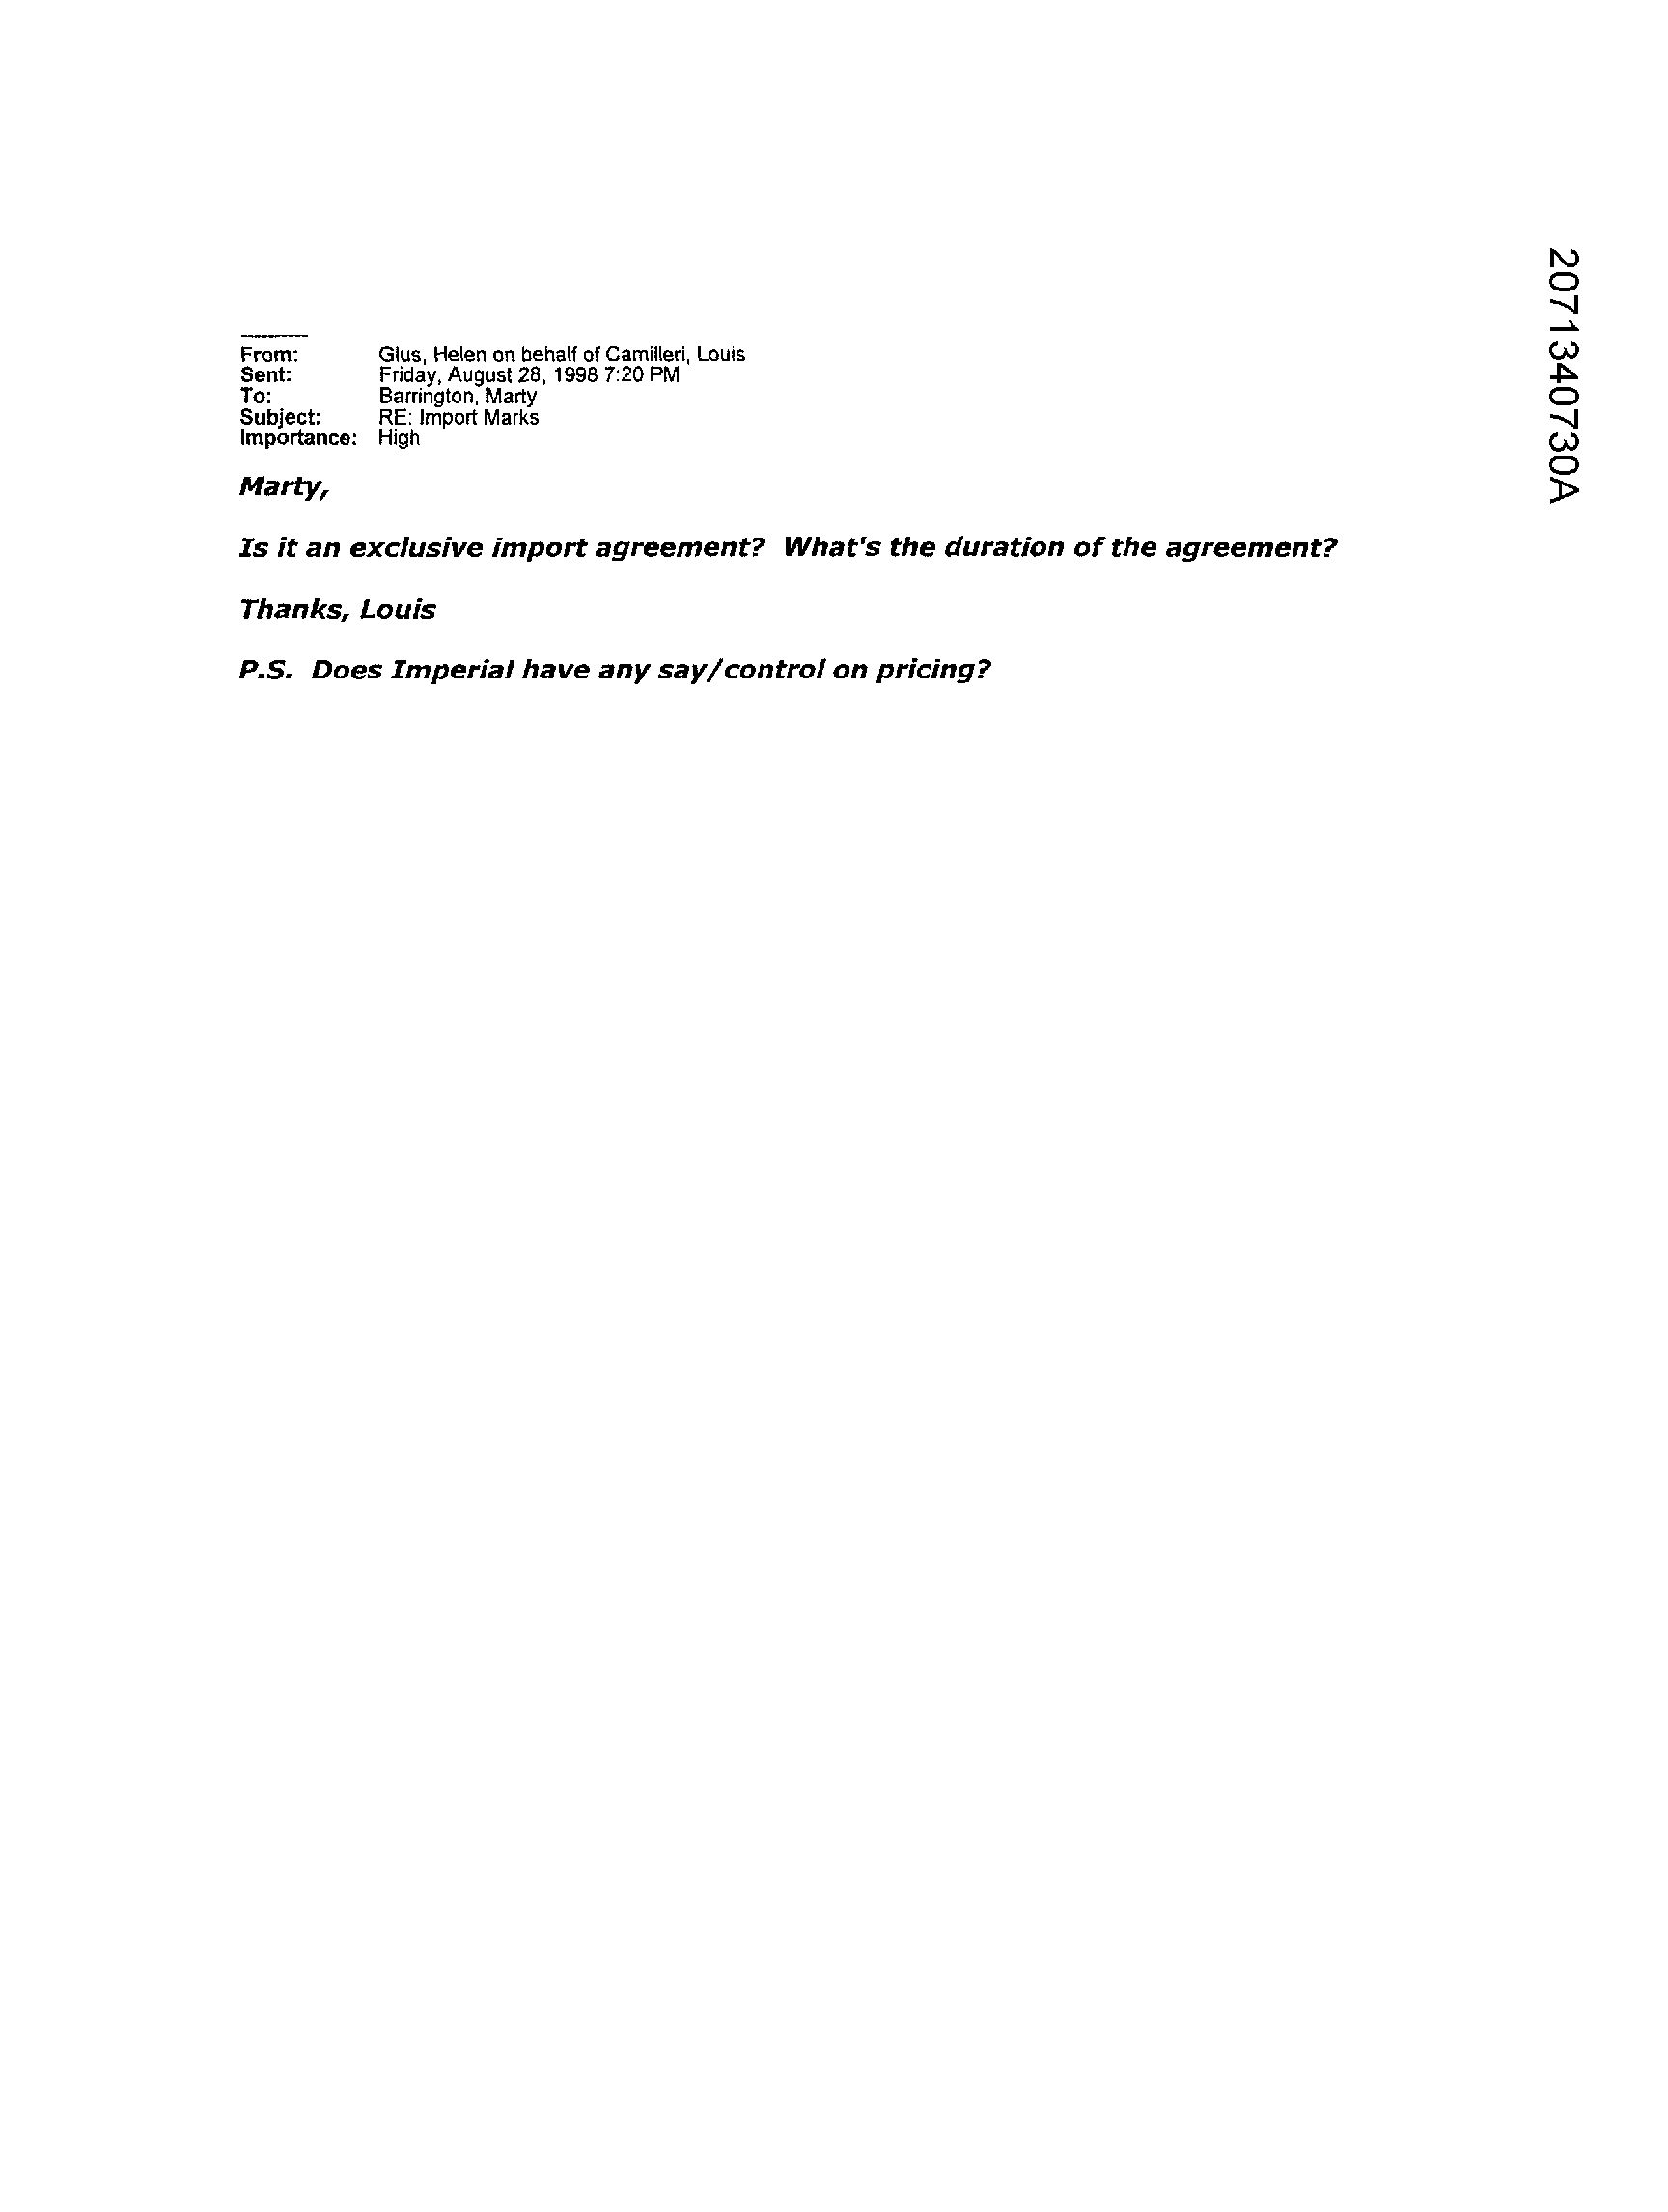 From: Glus, Helen on behalf of Camilleri, Louis
Sent: Friday, August 28, 1998 7:20 PM
To: Barrington, Marty
Subject: RE: Import Marks
Importance: High
Marty,
Is it an exclusive import agreement? What's the duration of the agreement?
Thanks, Louis
P.S. Does Imperial have any say/control on pricing?
2071340730A